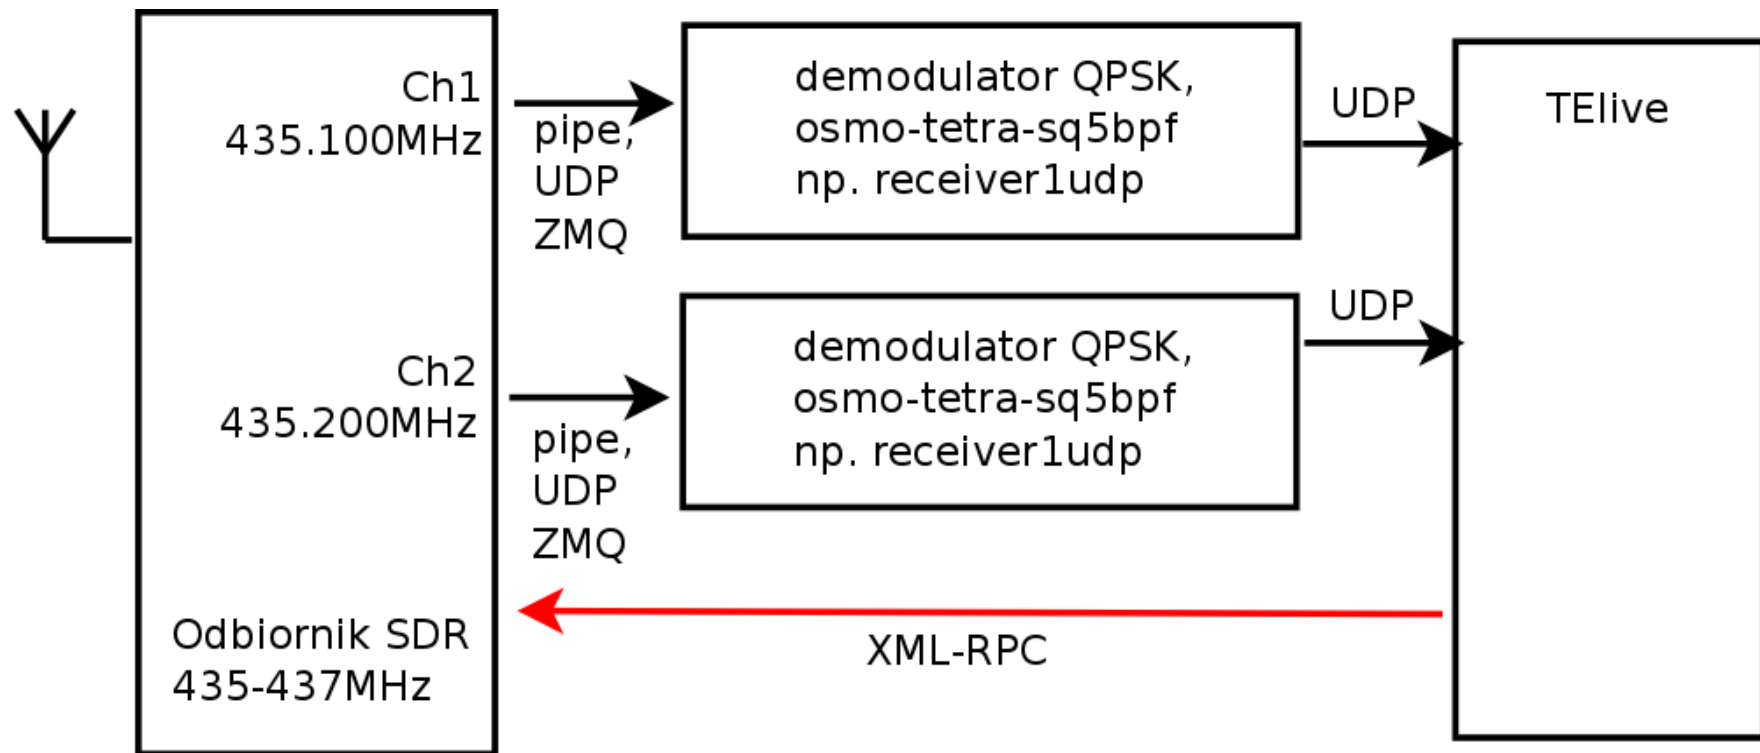 Ch1
435.100MHz
pipe,
UDP
ZMQ
demodulator QPSK,
osmo-tetra-sq5bpf
np. receiver1udp
UDP
TElive
Ch2
435.200MHz
pipe,
UDP
ZMQ
demodulator QPSK,
osmo-tetra-sq5bpf
np. receiver1udp
UDP
Odbiornik SDR
435-437MHz
XML-RPC